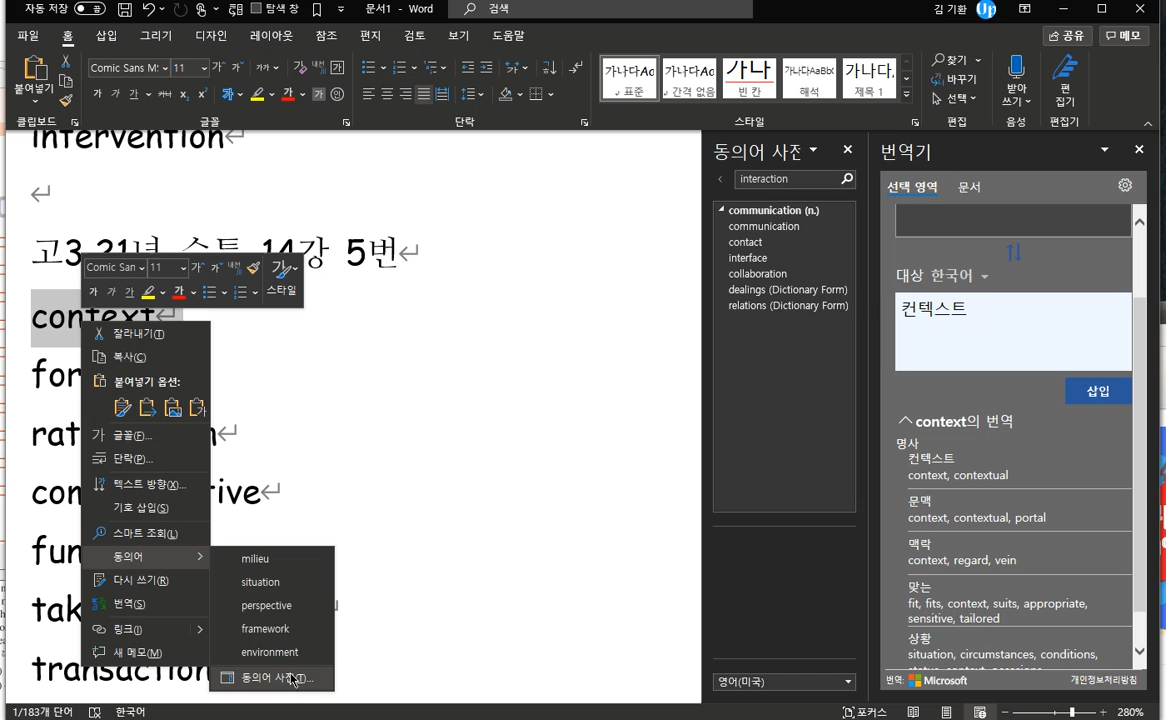 자동 저장
탐색 창
문서1 - Word
검색
김 기환
파일 홈 삽입 그리기 디자인 레이아웃 참조 편지 검토 보기 도움말
공유
메모
붙여넣기
Comic Sans M
11
가나다Ac
가나다Ac
가나
가나다AaBbC
가나다,
표준
간격 없음
빈 칸
해석
제목 1
찾기
바꾸기
선택
받아
쓰기
편
집기
클립보드
글꼴
단락
스타일
편집
음성
편집기
intervention
고3 21년 수특 14강 5번
context
for
rat
con
ive
fun
tak
transaction
Comic San
11
스타일
잘라내기(T)
복사(C)
붙여넣기 옵션:
글꼴(F)...
단락(P)...
텍스트 방향(X)...
기호 삽입(S)
스마트 조회(L)
동의어
다시 쓰기(R)
번역(S)
링크(I)
새 메모(M)
milieu
situation
perspective
framework
environment
동의어 사전(T)...
동의어 사전
interaction
communication (n.)
communication
contact
interface
collaboration
dealings (Dictionary Form)
relations (Dictionary Form)
영어(미국)
번역기
선택 영역
문서
대상 한국어
컨텍스트
삽입
context의 번역
명사
컨텍스트
context, contextual
문맥
context, contextual, portal
맥락
context, regard, vein
맞는
fit, fits, context, suits, appropriate,
sensitive, tailored
상황
situation, circumstances, conditions,
번역: Microsoft
개인정보처리방침
1/183개 단어
한국어
포커스
280%